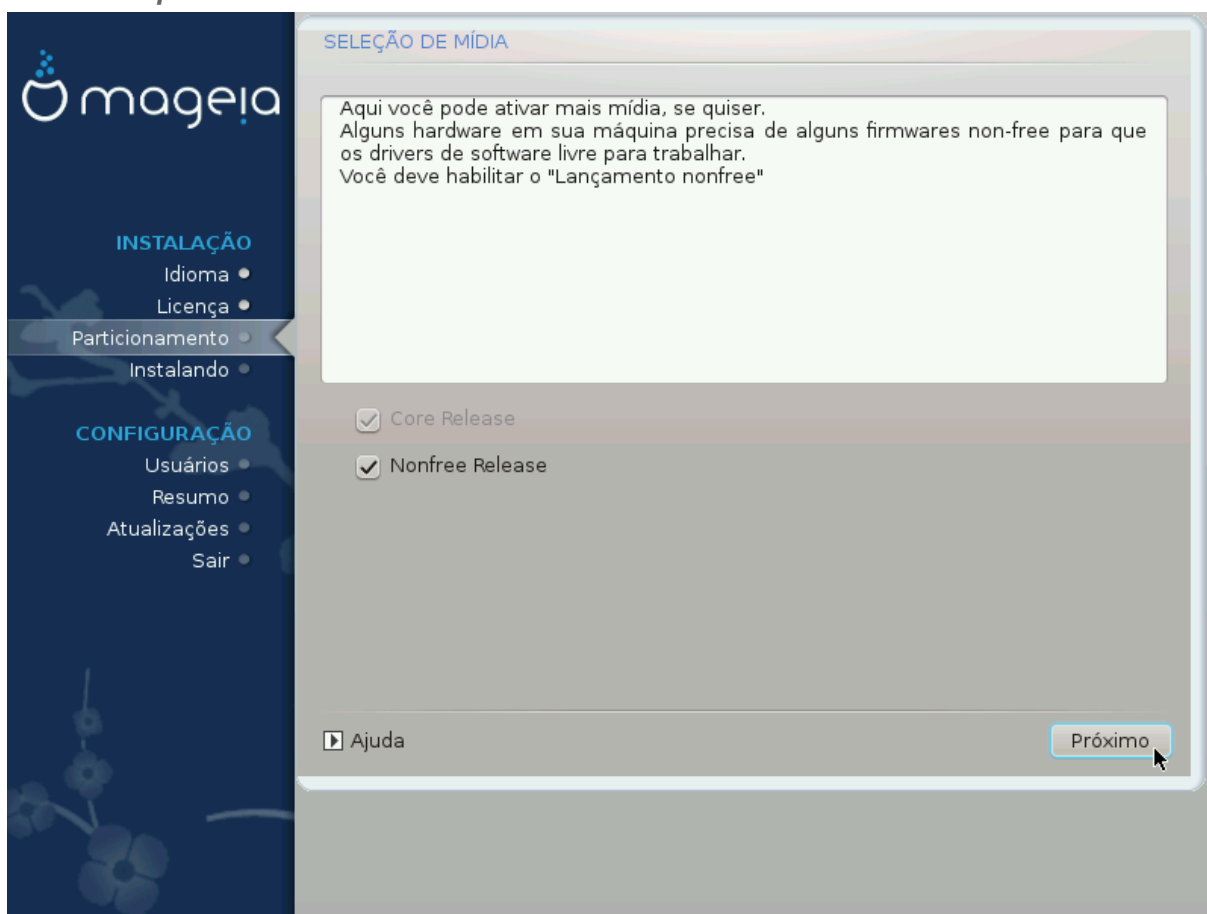 mageia
INSTALAÇÃO
Idioma
Licença
Particionamento
Instalando
CONFIGURAÇÃO
Usuários
Resumo
Atualizações
Sair
SELEÇÃO DE MÍDIA
Aqui você pode ativar mais mídia, se quiser.
Alguns hardware em sua máquina precisa de alguns firmwares non-free para que
os drivers de software livre para trabalhar.
Você deve habilitar o "Lançamento nonfree"
Core Release
Nonfree Release
Ajuda
Próximo